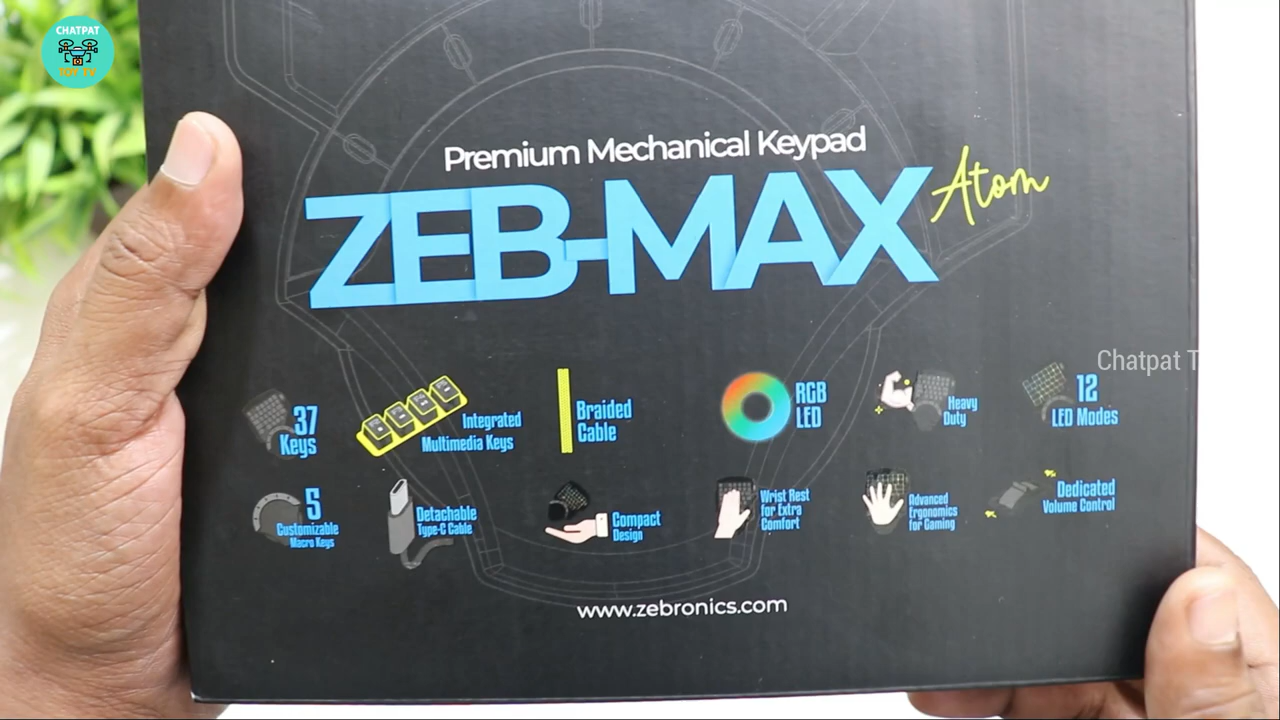 CHATPAT
TOY TV
Premium Mechanical Keypad
ZEB-MAX Atom
Chatpat T
37
Keys
Integrated
Multimedia Keys
Braided
Cable
RGB
LED
Heavy
Duty
12
LED Modes
5
Customizable
Macro Keys
Detachable
Type-C Cable
Compact
Design
Wrist Rest
for Extra
Comfort
Advanced
Ergonomics
for Gaming
Dedicated
Volume Control
www.zebronics.com